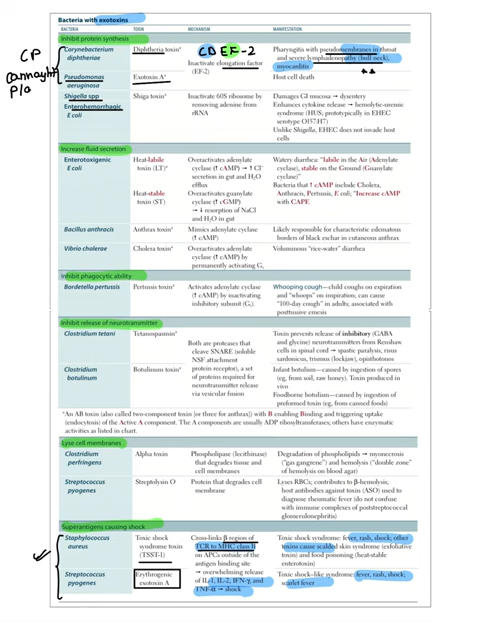 Bacteria with exotoxins
BACTERIA TOXIN MECHANISM MANIFESTATION
Inhibit protein synthesis
CP
P/a
CD EF-2
Corynebacterium diphtheriae
Diphtheria toxinª
Inactivate elongation factor (EF-2)
Pharyngitis with pseudomembranes in throat and severe lymphadenopathy (bull neck), myocarditis
Pseudomonas aeruginosa
Exotoxin Aª
Host cell death
Shigella spp
Shiga toxinª
Inactivate 60S ribosome by removing adenine from rRNA
Damages GI mucosa → dysentery
Enterohemorrhagic E coli
Enhances cytokine release → hemolytic-uremic syndrome (HUS; prototypically in EHEC serotype O157:H7)
Unlike Shigella, EHEC does not invade host cells
Increase fluid secretion
Enterotoxigenic E coli
Heat-labile toxin (LT)ª
Overactivates adenylate cyclase (↑ cAMP) → ↑ Cl⁻ secretion in gut and H₂O efflux
Watery diarrhea: "labile in the Air (Adenylate cyclase), stable on the Ground (Guanylate cyclase)"
Heat-stable toxin (ST)
Overactivates guanylate cyclase (↑ cGMP) → ↓ resorption of NaCl and H₂O in gut
Bacteria that ↑ cAMP include Cholera, Anthracis, Pertussis, E coli; "Increase cAMP with CAPE
Bacillus anthracis
Anthrax toxinª
Mimics adenylate cyclase (↑ cAMP)
Likely responsible for characteristic edematous borders of black eschar in cutaneous anthrax
Vibrio cholerae
Cholera toxinª
Overactivates adenylate cyclase (↑ cAMP) by permanently activating Gₛ
Voluminous "rice-water" diarrhea
Inhibit phagocytic ability
Bordetella pertussis
Pertussis toxinª
Activates adenylate cyclase (↑ cAMP) by inactivating inhibitory subunit (Gᵢ).
Whooping cough—child coughs on expiration and "whoops" on inspiration; can cause "100-day cough" in adults; associated with posttussive emesis
Inhibit release of neurotransmitter
Clostridium tetani
Tetanospasminª
Both are proteases that cleave SNARE (soluble NSF attachment protein receptor), a set of proteins required for neurotransmitter release via vesicular fusion
Toxin prevents release of inhibitory (GABA and glycine) neurotransmitters from Renshaw cells in spinal cord → spastic paralysis, risus sardonicus, trismus (lockjaw), opisthotonos
Clostridium botulinum
Botulinum toxinª
Infant botulism—caused by ingestion of spores (eg, from soil, raw honey). Toxin produced in vivo
Foodborne botulism—caused by ingestion of preformed toxin (eg, from canned foods)
ªAn AB toxin (also called two-component toxin [or three for anthrax]) with B enabling Binding and triggering uptake
(endocytosis) of the Active A component. The A components are usually ADP ribosyltransferases; others have enzymatic
activities as listed in chart.
Lyse cell membranes
Clostridium perfringens
Alpha toxin
Phospholipase (lecithinase) that degrades tissue and cell membranes
Degradation of phospholipids → myonecrosis ("gas gangrene") and hemolysis ("double zone" of hemolysis on blood agar)
Streptococcus pyogenes
Streptolysin O
Protein that degrades cell membrane
Lyses RBCs; contributes to β-hemolysis; host antibodies against toxin (ASO) used to diagnose rheumatic fever (do not confuse with immune complexes of poststreptococcal glomerulonephritis)
Superantigens causing shock
Staphylococcus aureus
Toxic shock syndrome toxin (TSST-1)
Cross-links β region of TCR to MHC class II on APCs outside of the antigen binding site → overwhelming release of IL-1, IL-2, IFN-γ, and TNF-α → shock
Toxic shock syndrome: fever, rash, shock; other toxins cause scalded skin syndrome (exfoliative toxin) and food poisoning (heat-stable enterotoxin)
Streptococcus pyogenes
Erythrogenic exotoxin A
Toxic shock–like syndrome: fever, rash, shock; scarlet fever